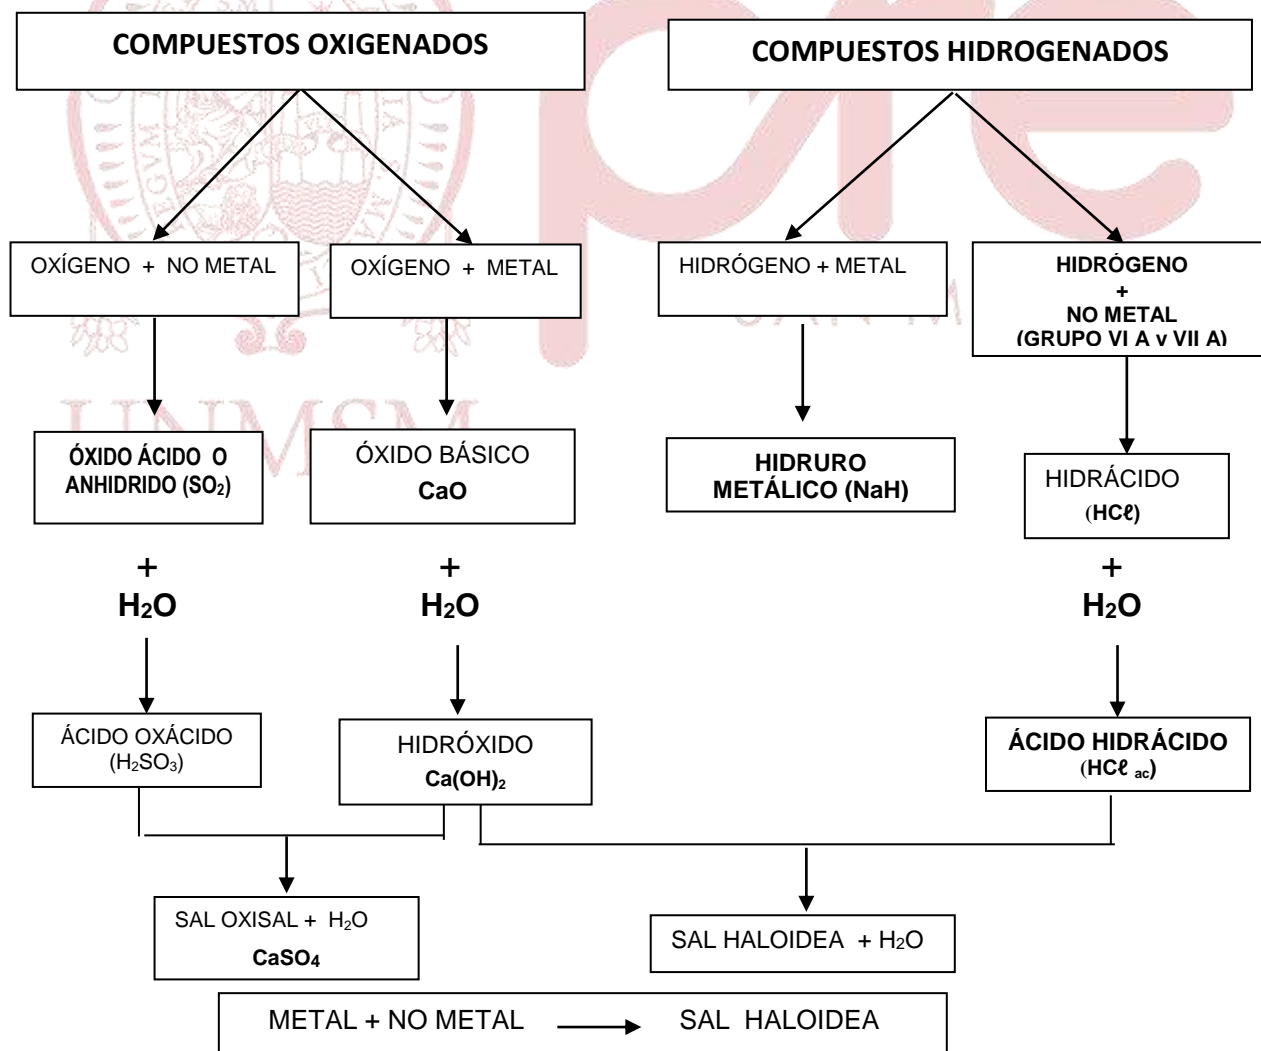 COMPUESTOS OXIGENADOS
COMPUESTOS HIDROGENADOS
OXÍGENO + NO METAL
OXÍGENO + METAL
HIDRÓGENO + METAL
HIDRÓGENO
+
NO METAL
(GRUPO VI A y VII A)
ÓXIDO ÁCIDO O
ANHIDRIDO (SO₂)
ÓXIDO BÁSICO
CaO
HIDRURO
METÁLICO (NaH)
HIDRÁCIDO
(HCℓ)
+
H₂O
+
H₂O
+
H₂O
ÁCIDO OXÁCIDO
(H₂SO₃)
HIDRÓXIDO
Ca(OH)₂
ÁCIDO HIDRÁCIDO
(HCℓ ac)
SAL OXISAL + H₂O
CaSO₄
SAL HALOIDEA + H₂O
METAL + NO METAL → SAL HALOIDEA
pre
UNMSM